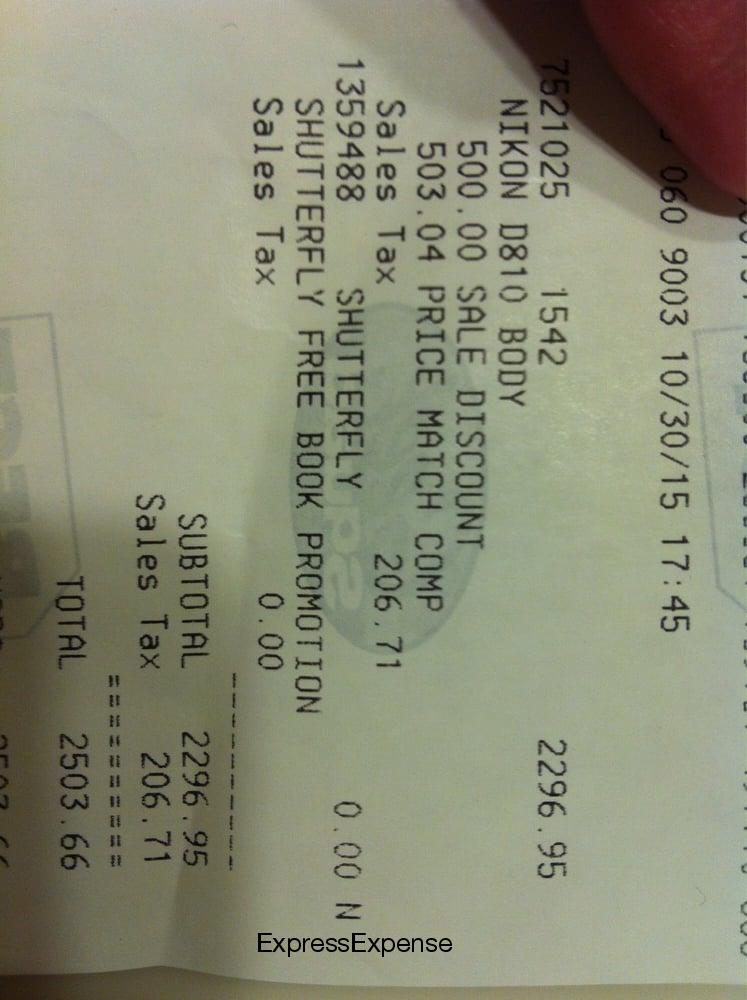 060 9003 10/30/15 17:45
7521025 1542 2296.95
NIKON D810 BODY
500.00 SALE DISCOUNT
503.04 PRICE MATCH COMP
Sales Tax 206.71
1359488 SHUTTERFLY 0.00 N
SHUTTERFLY FREE BOOK PROMOTION
Sales Tax 0.00
----------
SUBTOTAL 2296.95
Sales Tax 206.71
==========
TOTAL 2503.66
ExpressExpense